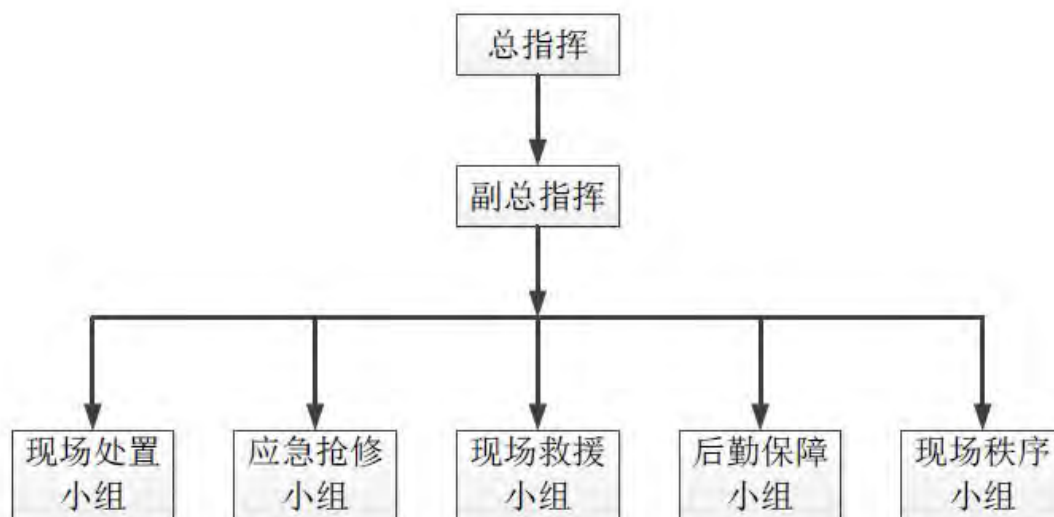 总指挥
副总指挥
现场处置
小组
应急抢修
小组
现场救援
小组
后勤保障
小组
现场秩序
小组